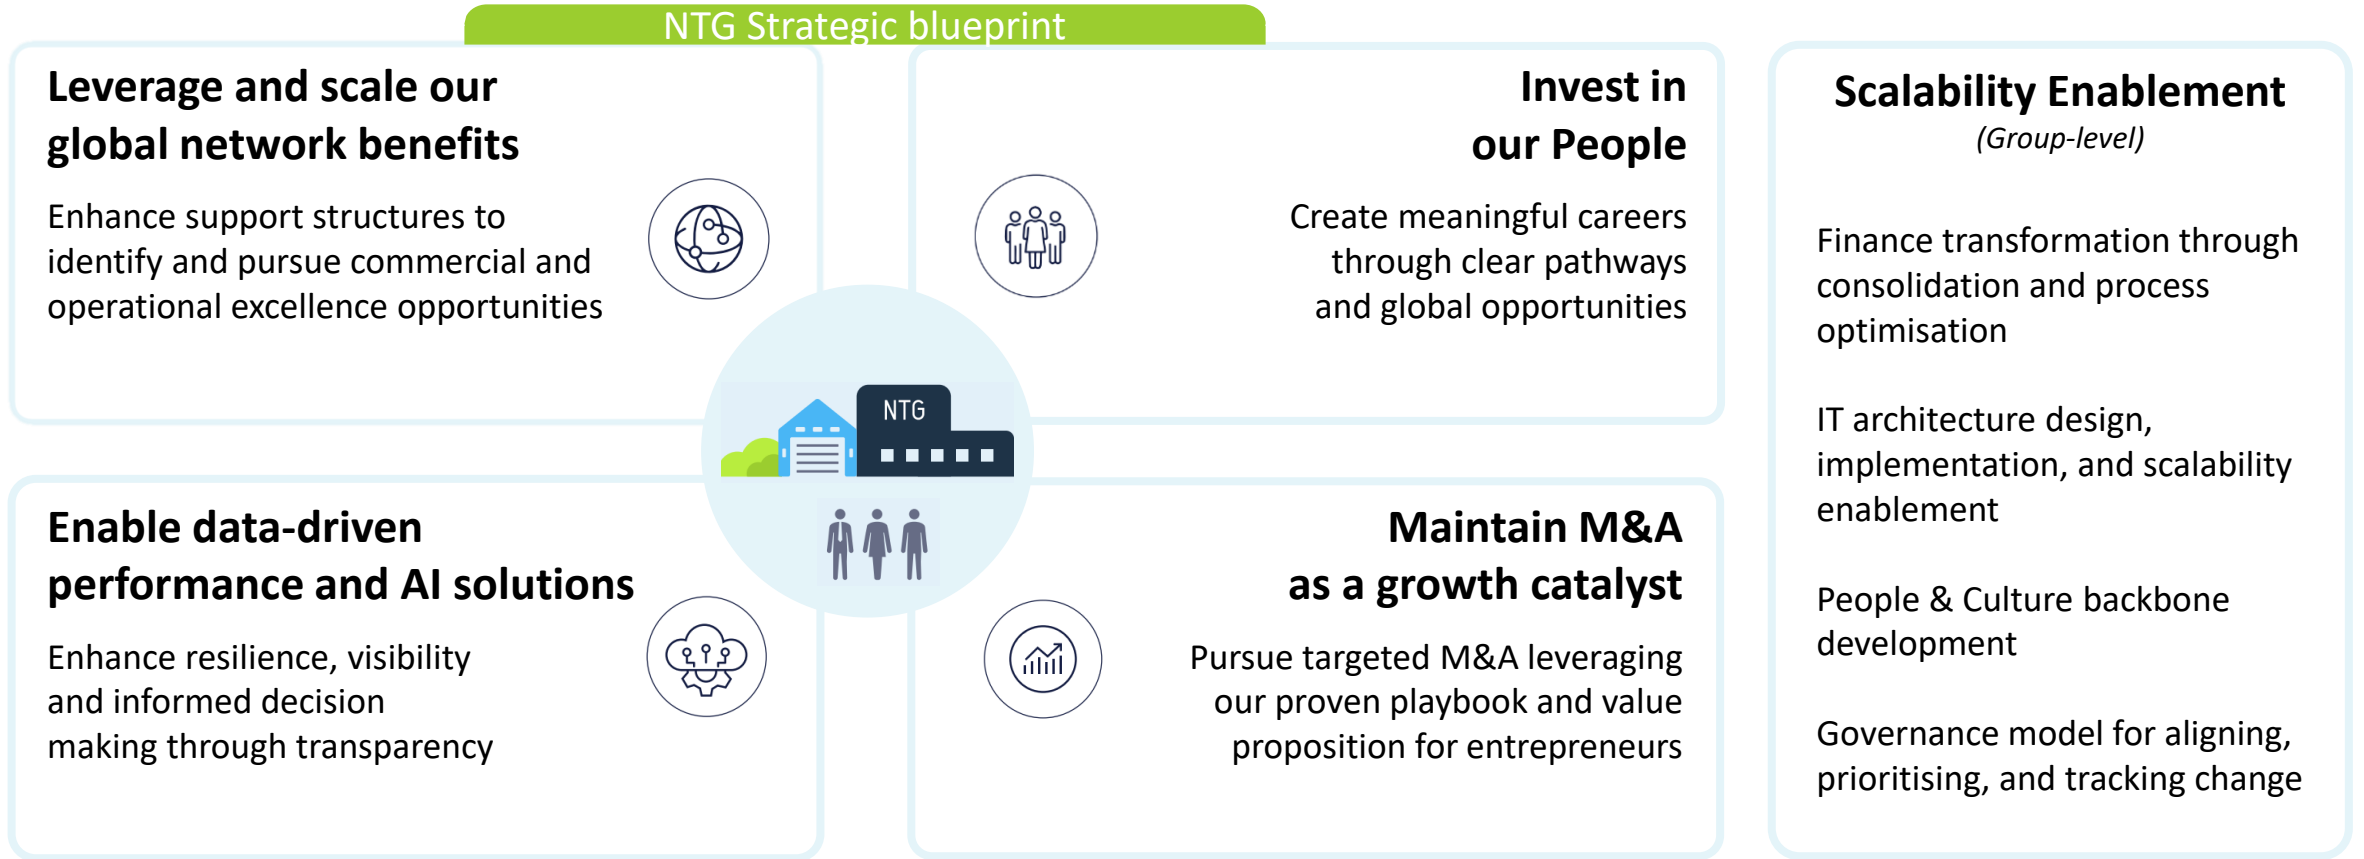 NTG Strategic blueprint
Leverage and scale our
global network benefits
Enhance support structures to
identify and pursue commercial and
operational excellence opportunities
Invest in
our People
Create meaningful careers
through clear pathways
and global opportunities
NTG
Enable data-driven
performance and AI solutions
Enhance resilience, visibility
and informed decision
making through transparency
Maintain M&A
as a growth catalyst
Pursue targeted M&A leveraging
our proven playbook and value
proposition for entrepreneurs
Scalability Enablement
(Group-level)
Finance transformation through
consolidation and process
optimisation
IT architecture design,
implementation, and scalability
enablement
People & Culture backbone
development
Governance model for aligning,
prioritising, and tracking change